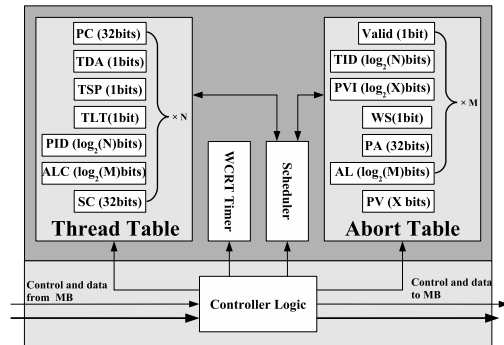 PC (32bits)
TDA (1bits)
TSP (1bit)
TLT(1bit)
PID (log2(N)bits)
ALC (log2(M)bits)
SC (32bits)
× N
Thread Table
WCRT Timer
Scheduler
Valid (1bit)
TID (log2(N)bits)
PVI (log2(X)bits)
WS(1bit)
PA (32bits)
AL (log2(M)bits)
PV (X bits)
× M
Abort Table
Control and data
from MB
Controller Logic
Control and data
to MB